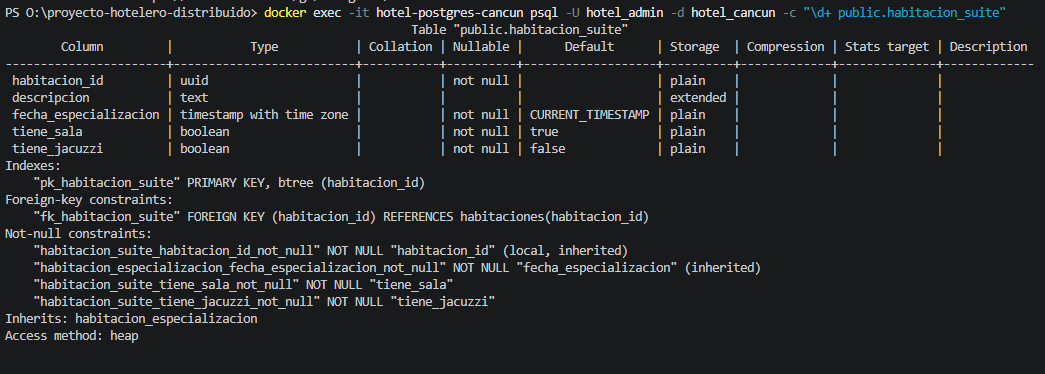 PS O:\proyecto-hotelero-distribuido> docker exec -it hotel-postgres-cancun psql -U hotel_admin -d hotel_cancun -c "\d+ public.habitacion_suite"
Table "public.habitacion_suite"
Column | Type | Collation | Nullable | Default | Storage | Compression | Stats target | Description
----------------------+--------------------------+-----------+----------+-------------------+----------+-------------+--------------+-------------
habitacion_id | uuid | | not null | | plain | | |
descripcion | text | | | | extended | | |
fecha_especializacion | timestamp with time zone | | not null | CURRENT_TIMESTAMP | plain | | |
tiene_sala | boolean | | not null | true | plain | | |
tiene_jacuzzi | boolean | | not null | false | plain | | |
Indexes:
"pk_habitacion_suite" PRIMARY KEY, btree (habitacion_id)
Foreign-key constraints:
"fk_habitacion_suite" FOREIGN KEY (habitacion_id) REFERENCES habitaciones(habitacion_id)
Not-null constraints:
"habitacion_suite_habitacion_id_not_null" NOT NULL "habitacion_id" (local, inherited)
"habitacion_especializacion_fecha_especializacion_not_null" NOT NULL "fecha_especializacion" (inherited)
"habitacion_suite_tiene_sala_not_null" NOT NULL "tiene_sala"
"habitacion_suite_tiene_jacuzzi_not_null" NOT NULL "tiene_jacuzzi"
Inherits: habitacion_especializacion
Access method: heap